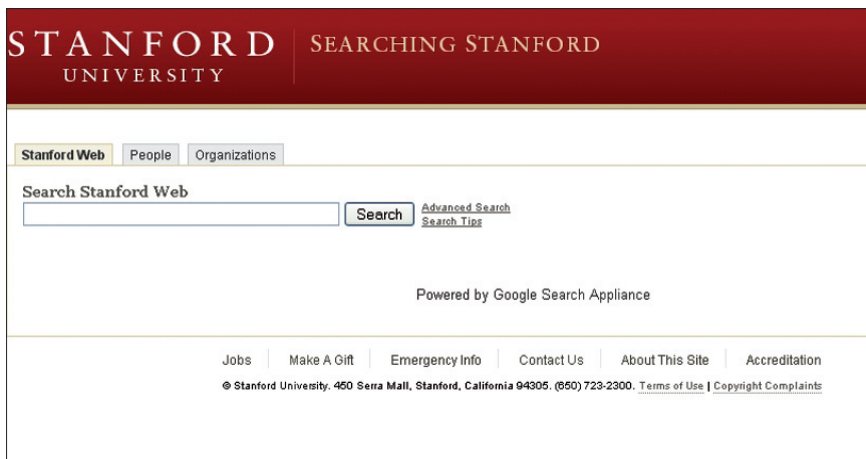 STANFORD
UNIVERSITY
SEARCHING STANFORD
Stanford Web People Organizations
Search Stanford Web
Search Advanced Search
Search Tips
Powered by Google Search Appliance
Jobs Make A Gift Emergency Info Contact Us About This Site Accreditation
© Stanford University. 450 Serra Mall, Stanford, California 94305. (650) 723-2300. Terms of Use | Copyright Complaints